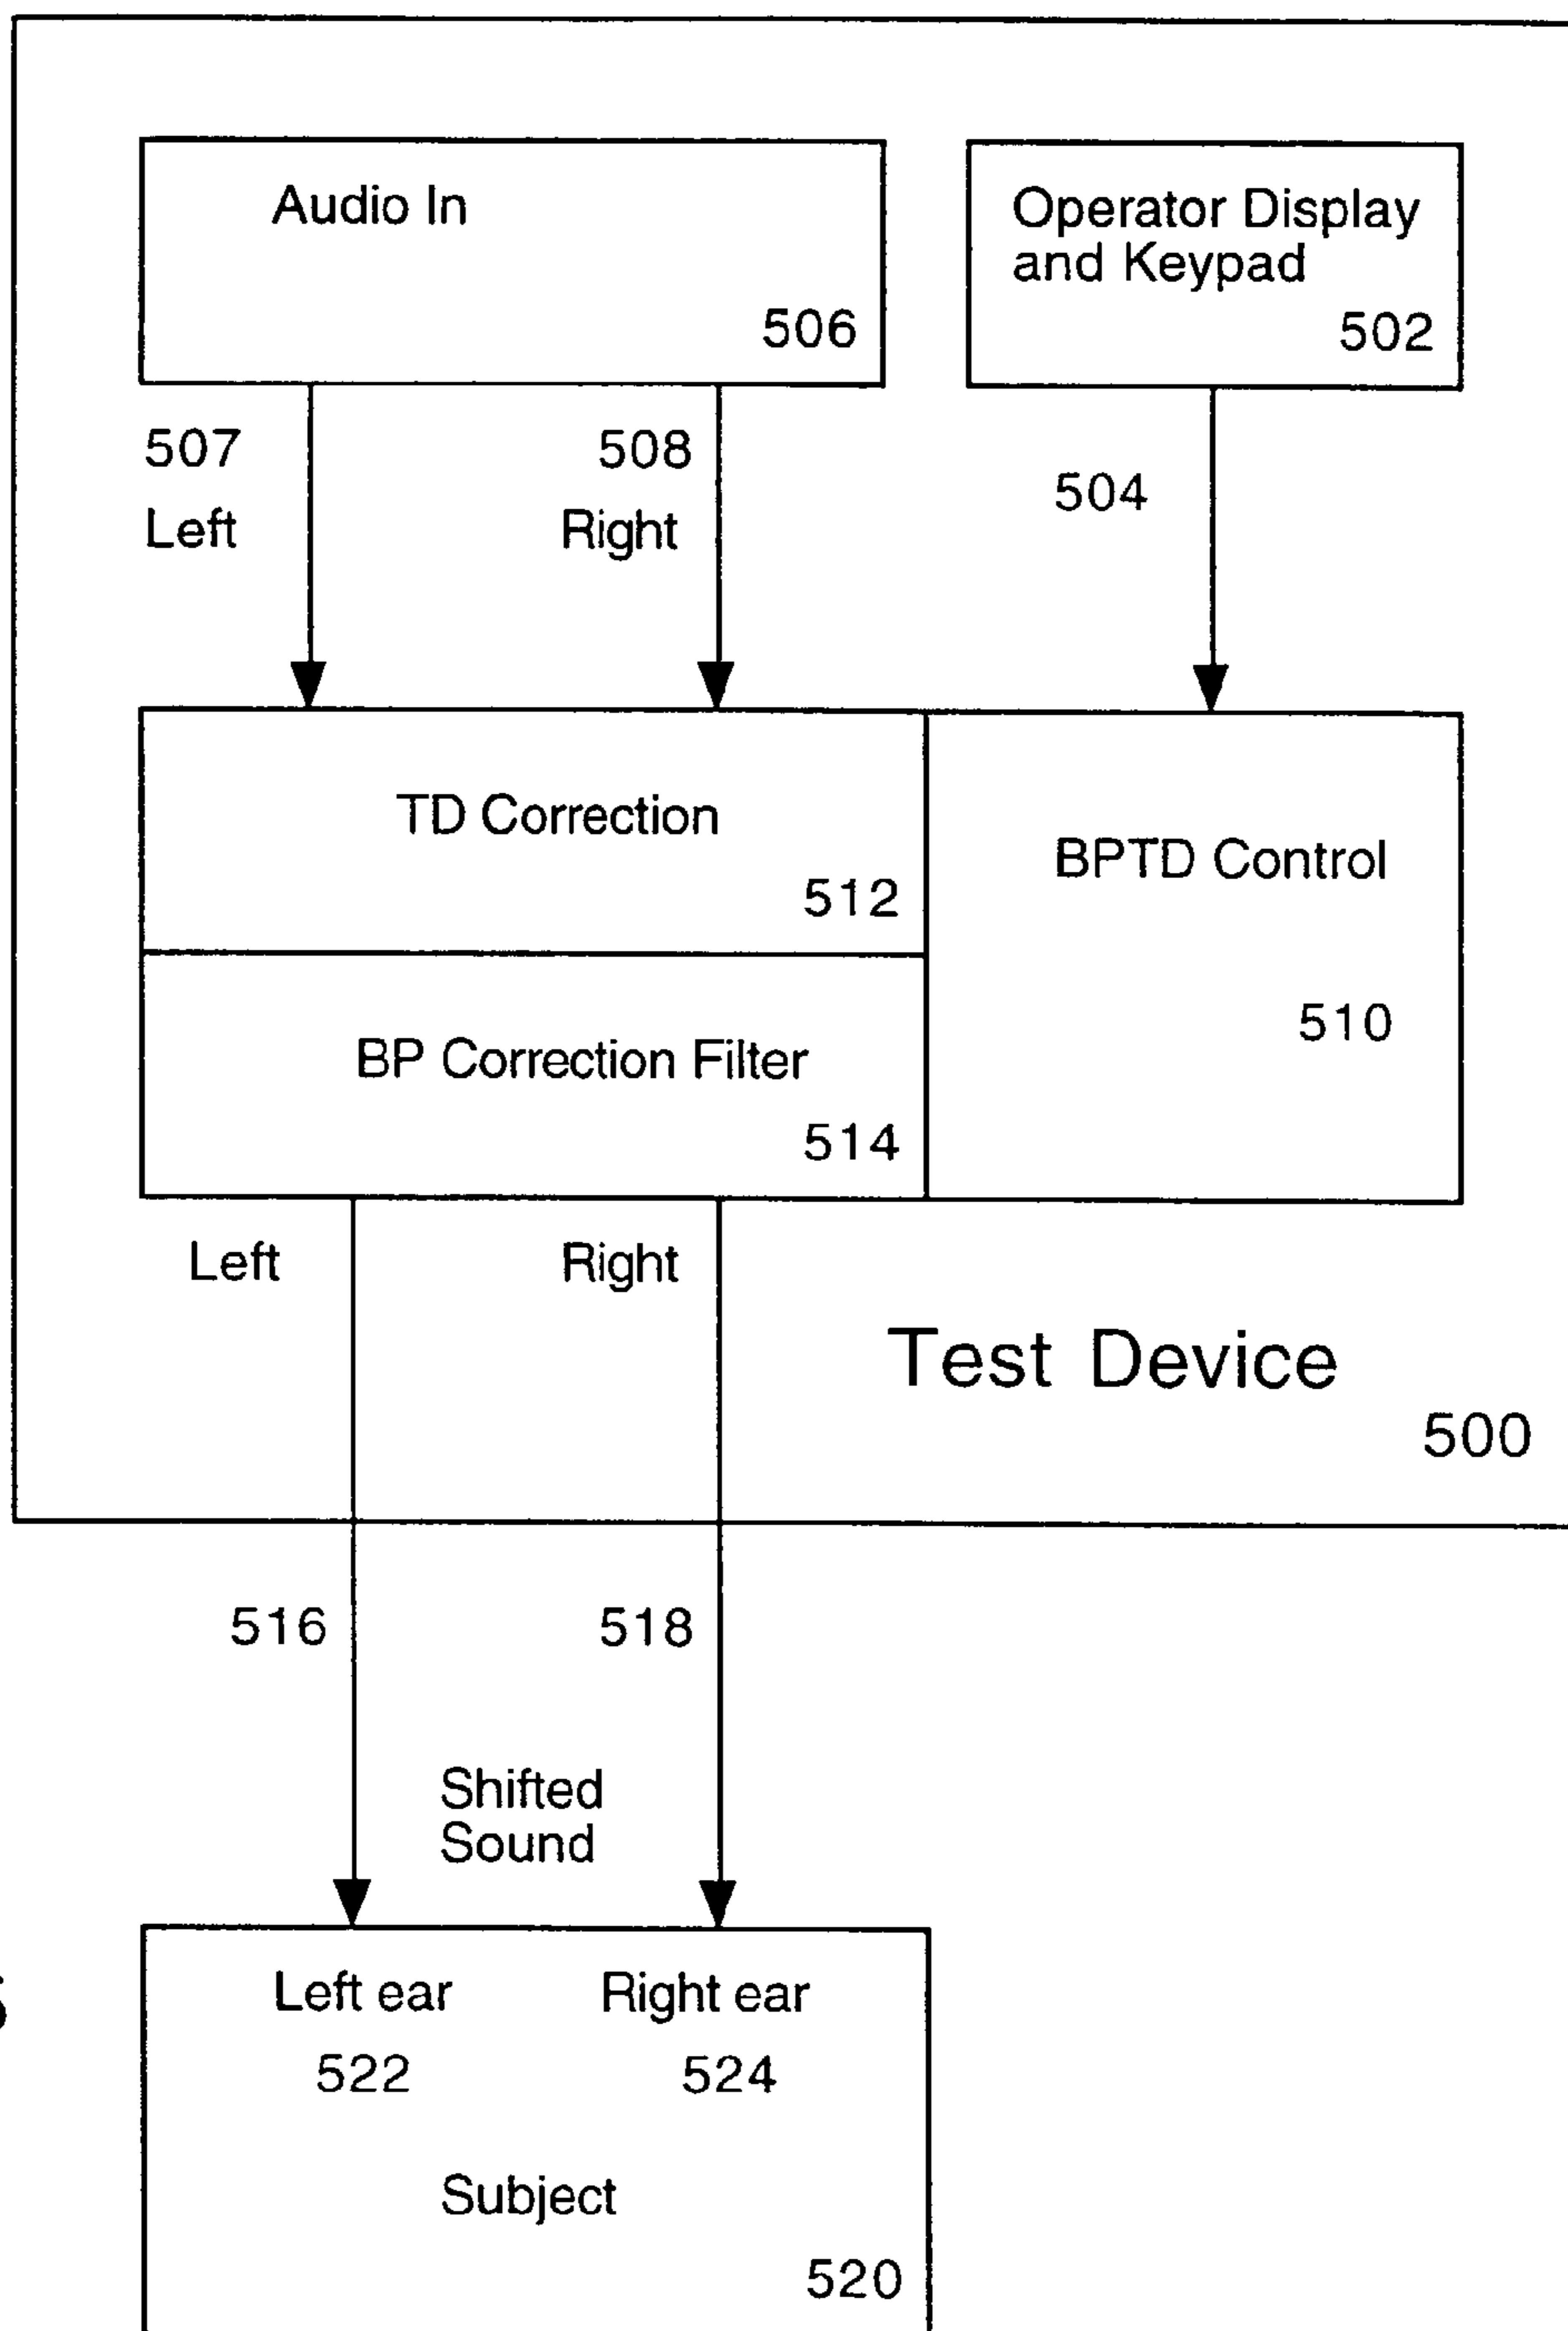 Audio In
506
Operator Display
and Keypad
502
507
Left
508
Right
504
TD Correction
512
BPTD Control
510
BP Correction Filter
514
Left
Right
Test Device
500
516
518
Shifted
Sound
Left ear
522
Right ear
524
Subject
520